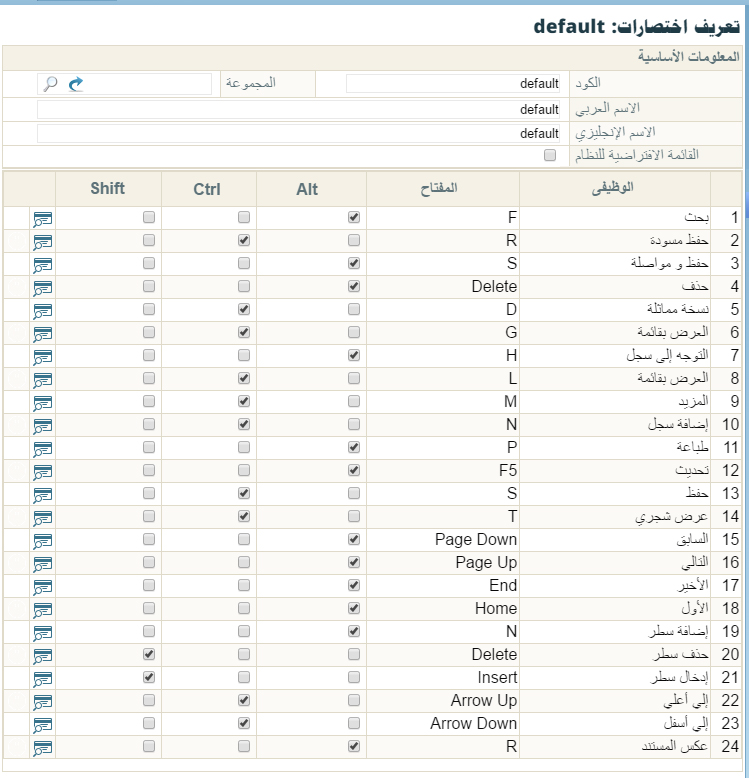 تعريف اختصارات: default
المعلومات الأساسية
الكود default المجموعة
الاسم العربي default
الاسم الإنجليزي default
القائمة الافتراضية للنظام
الوظيفى المفتاح Alt Ctrl Shift
1 بحث F
2 حفظ مسودة R
3 حفظ و مواصلة S
4 حذف Delete
5 نسخة مماثلة D
6 العرض بقائمة G
7 التوجه إلى سجل H
8 العرض بقائمة L
9 المزيد M
10 إضافة سجل N
11 طباعة P
12 تحديث F5
13 حفظ S
14 عرض شجري T
15 السابق Page Down
16 التالي Page Up
17 الأخير End
18 الأول Home
19 إضافة سطر N
20 حذف سطر Delete
21 إدخال سطر Insert
22 إلي أعلي Arrow Up
23 إلي أسفل Arrow Down
24 عكس المستند R